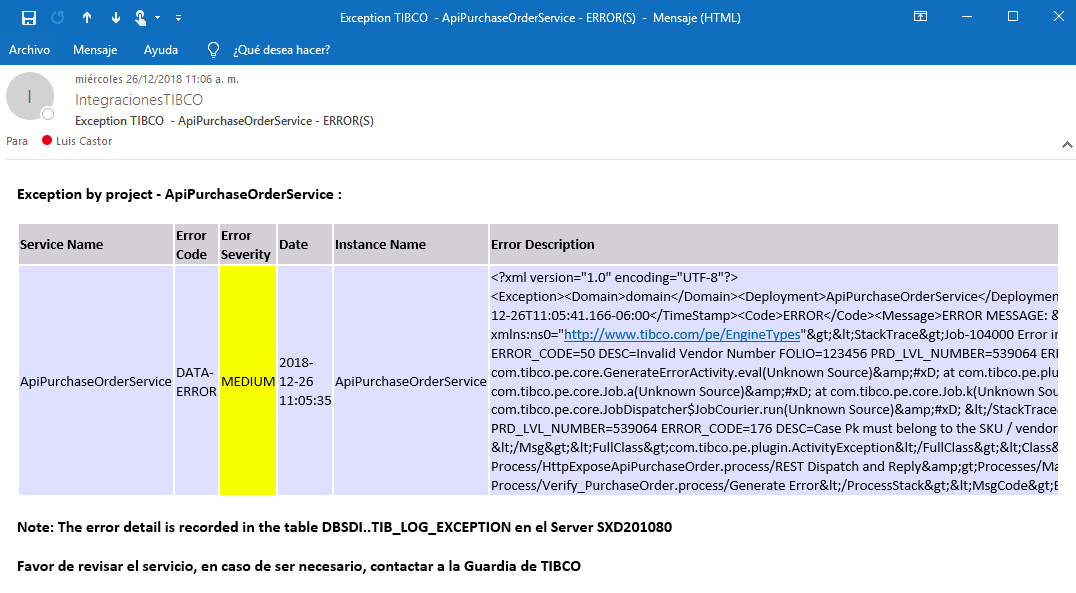 Exception TIBCO - ApiPurchaseOrderService - ERROR(S) - Mensaje (HTML)
Archivo Mensaje Ayuda ¿Qué desea hacer?
miércoles 26/12/2018 11:06 a. m.
I
IntegracionesTIBCO
Exception TIBCO - ApiPurchaseOrderService - ERROR(S)
Para Luis Castor
Exception by project - ApiPurchaseOrderService :
Service Name
Error
Code
Error
Severity
Date
Instance Name
Error Description
ApiPurchaseOrderService
DATA-
ERROR
MEDIUM
2018-
12-26
11:05:35
ApiPurchaseOrderService
<?xml version="1.0" encoding="UTF-8"?>
<Exception><Domain>domain</Domain><Deployment>ApiPurchaseOrderService</Deploymen
12-26T11:05:41.166-06:00</TimeStamp><Code>ERROR</Code><Message>ERROR MESSAGE: &
xmlns:ns0="http://www.tibco.com/pe/EngineTypes"&gt;&lt;StackTrace&gt;Job-104000 Error in
ERROR_CODE=50 DESC=Invalid Vendor Number FOLIO=123456 PRD_LVL_NUMBER=539064 ER
com.tibco.pe.core.GenerateErrorActivity.eval(Unknown Source)&amp;#xD; at com.tibco.pe.plu
com.tibco.pe.core.Job.a(Unknown Source)&amp;#xD; at com.tibco.pe.core.Job.k(Unknown Sou
com.tibco.pe.core.JobDispatcher$JobCourier.run(Unknown Source)&amp;#xD; &lt;/StackTrace
PRD_LVL_NUMBER=539064 ERROR_CODE=176 DESC=Case Pk must belong to the SKU / vendor
&lt;/Msg&gt;&lt;FullClass&gt;com.tibco.pe.plugin.ActivityException&lt;/FullClass&gt;&lt;Class&
Process/HttpExposeApiPurchaseOrder.process/REST Dispatch and Reply&amp;gt;Processes/Ma
Process/Verify_PurchaseOrder.process/Generate Error&lt;/ProcessStack&gt;&lt;MsgCode&gt;E
Note: The error detail is recorded in the table DBSDI..TIB_LOG_EXCEPTION en el Server SXD201080
Favor de revisar el servicio, en caso de ser necesario, contactar a la Guardia de TIBCO